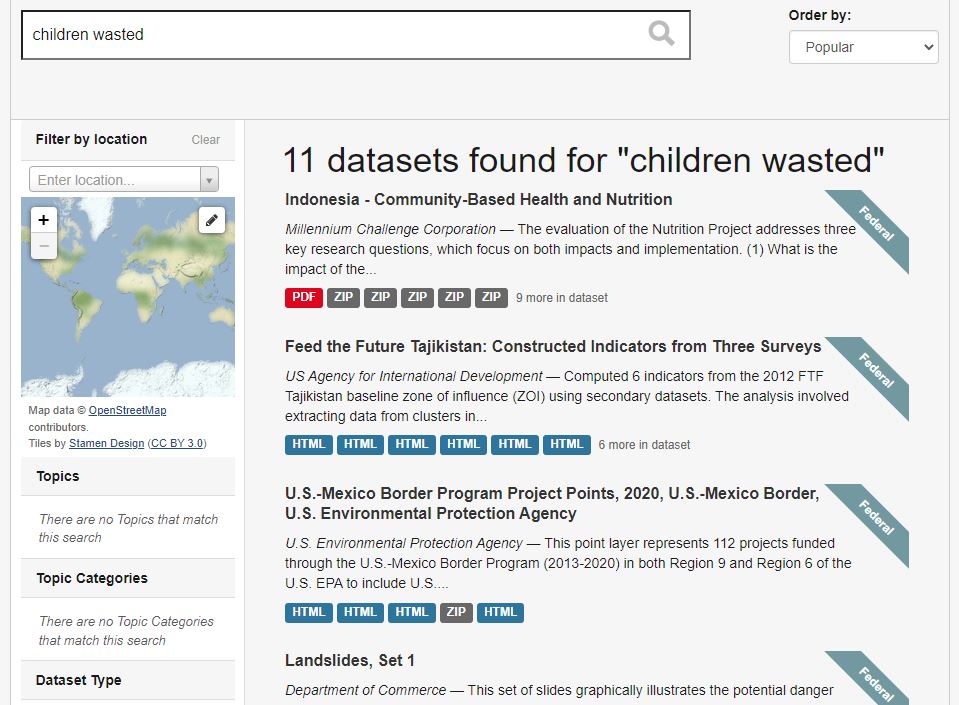 children wasted
Order by:
Popular
Filter by location
Clear
Enter location...
+
−
Map data © OpenStreetMap
contributors.
Tiles by Stamen Design (CC BY 3.0)
Topics
There are no Topics that match
this search
Topic Categories
There are no Topic Categories
that match this search
Dataset Type
11 datasets found for "children wasted"
Indonesia - Community-Based Health and Nutrition
Federal
Millennium Challenge Corporation — The evaluation of the Nutrition Project addresses three
key research questions, which focus on both impacts and implementation. (1) What is the
impact of the...
PDF ZIP ZIP ZIP ZIP ZIP 9 more in dataset
Feed the Future Tajikistan: Constructed Indicators from Three Surveys
Federal
US Agency for International Development — Computed 6 indicators from the 2012 FTF
Tajikistan baseline zone of influence (ZOI) using secondary datasets. The analysis involved
extracting data from clusters in...
HTML HTML HTML HTML HTML HTML 6 more in dataset
U.S.-Mexico Border Program Project Points, 2020, U.S.-Mexico Border,
U.S. Environmental Protection Agency
Federal
U.S. Environmental Protection Agency — This point layer represents 112 projects funded
through the U.S.-Mexico Border Program (2013-2020) in both Region 9 and Region 6 of the
U.S. EPA to include U.S....
HTML HTML HTML ZIP HTML
Landslides, Set 1
Federal
Department of Commerce — This set of slides graphically illustrates the potential danger